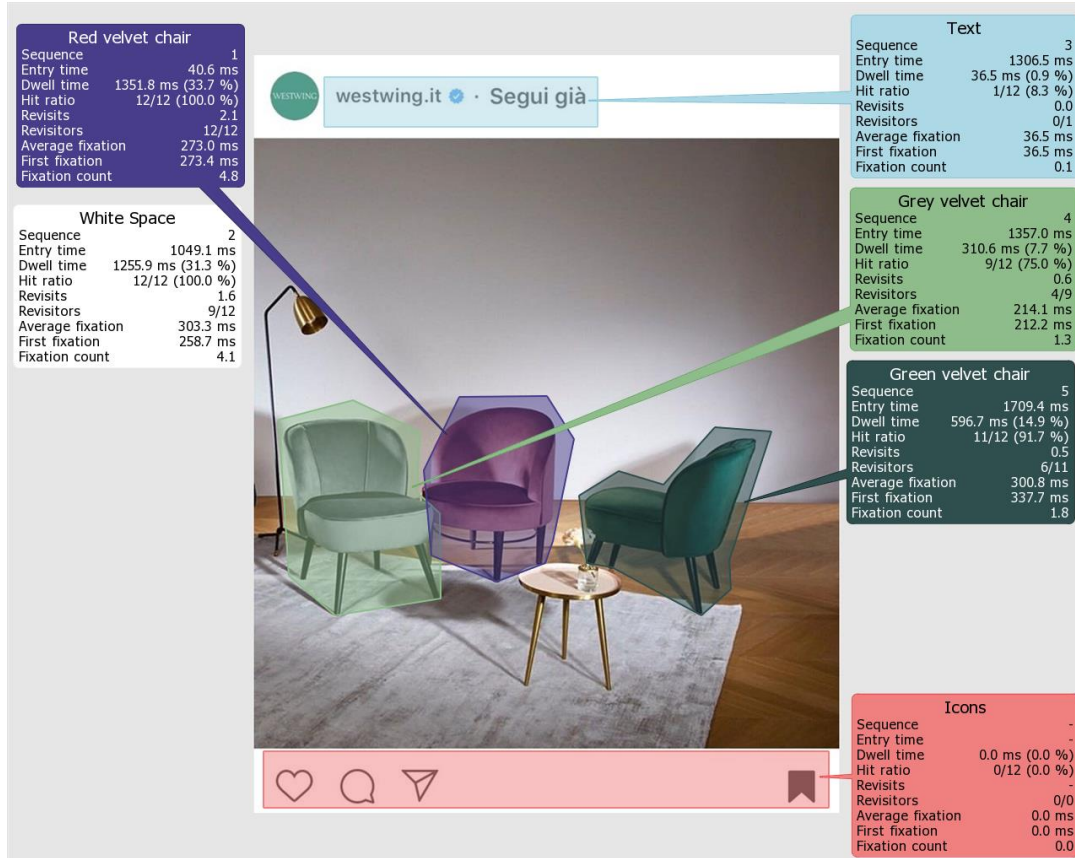 Red velvet chair
Sequence 1
Entry time 40.6 ms
Dwell time 1351.8 ms (33.7 %)
Hit ratio 12/12 (100.0 %)
Revisits 2.1
Revisitors 12/12
Average fixation 273.0 ms
First fixation 273.4 ms
Fixation count 4.8
White Space
Sequence 2
Entry time 1049.1 ms
Dwell time 1255.9 ms (31.3 %)
Hit ratio 12/12 (100.0 %)
Revisits 1.6
Revisitors 9/12
Average fixation 303.3 ms
First fixation 258.7 ms
Fixation count 4.1
WESTWING
westwing.it · Segui già
Text
Sequence 3
Entry time 1306.5 ms
Dwell time 36.5 ms (0.9 %)
Hit ratio 1/12 (8.3 %)
Revisits 0.0
Revisitors 0/1
Average fixation 36.5 ms
First fixation 36.5 ms
Fixation count 0.1
Grey velvet chair
Sequence 4
Entry time 1357.0 ms
Dwell time 310.6 ms (7.7 %)
Hit ratio 9/12 (75.0 %)
Revisits 0.6
Revisitors 4/9
Average fixation 214.1 ms
First fixation 212.2 ms
Fixation count 1.3
Green velvet chair
Sequence 5
Entry time 1709.4 ms
Dwell time 596.7 ms (14.9 %)
Hit ratio 11/12 (91.7 %)
Revisits 0.5
Revisitors 6/11
Average fixation 300.8 ms
First fixation 337.7 ms
Fixation count 1.8
Icons
Sequence -
Entry time -
Dwell time 0.0 ms (0.0 %)
Hit ratio 0/12 (0.0 %)
Revisits -
Revisitors 0/0
Average fixation 0.0 ms
First fixation 0.0 ms
Fixation count 0.0